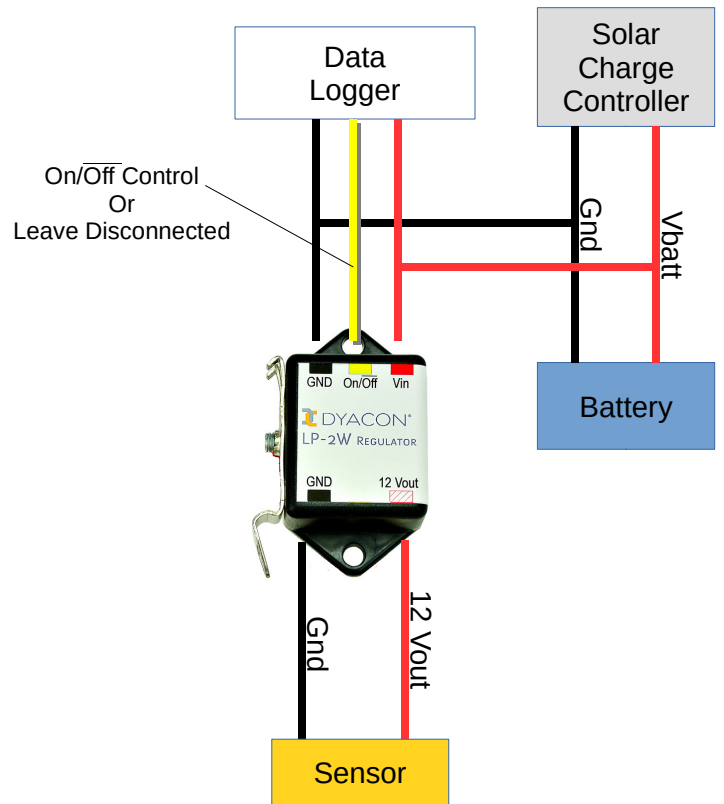 Data
Logger
Solar
Charge
Controller
On/Off Control
Or
Leave Disconnected
Gnd
Vbatt
Battery
GND On/Off Vin
DYACON®
LP-2W REGULATOR
GND 12 Vout
Gnd
12 Vout
Sensor